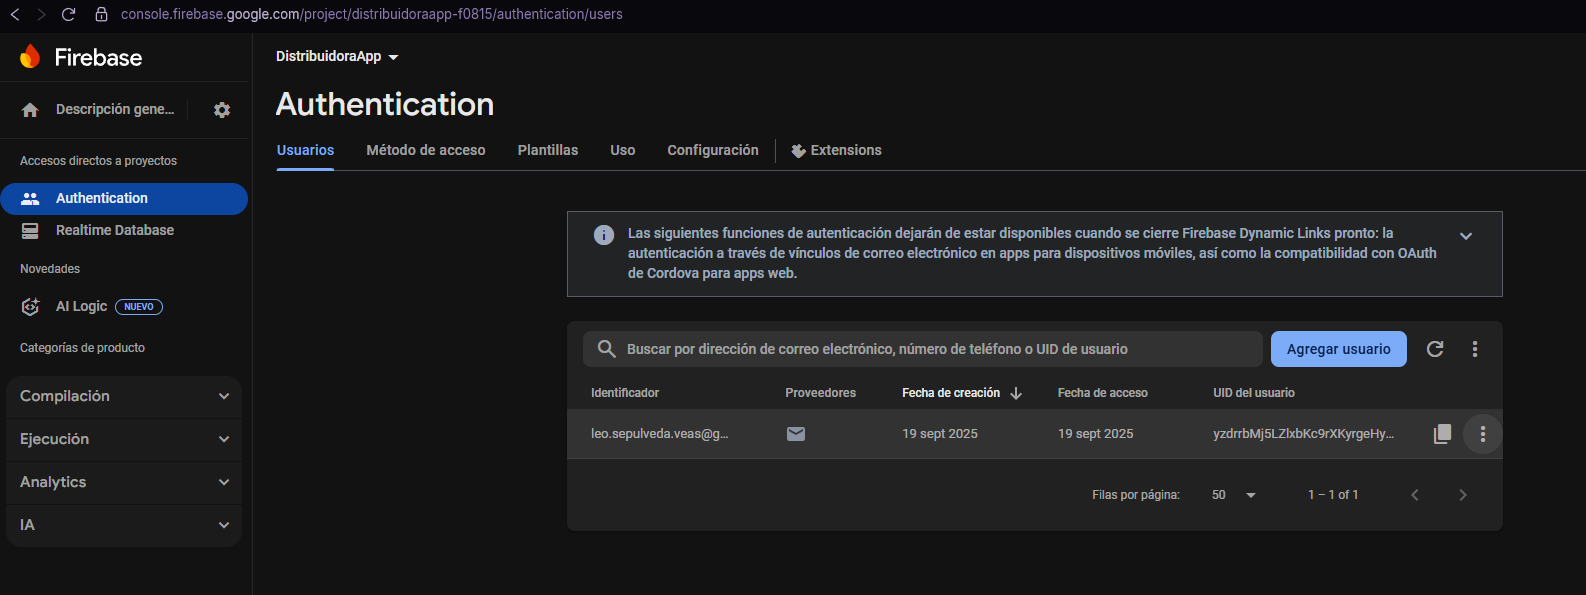 console.firebase.google.com/project/distribuidoraapp-f0815/authentication/users
Firebase
DistribuidoraApp
Authentication
Descripción gene...
Usuarios
Método de acceso
Plantillas
Uso
Configuración
Extensions
Accesos directos a proyectos
Authentication
Realtime Database
Novedades
AI Logic NUEVO
Categorías de producto
Compilación
Ejecución
Analytics
IA
Las siguientes funciones de autenticación dejarán de estar disponibles cuando se cierre Firebase Dynamic Links pronto: la
autenticación a través de vínculos de correo electrónico en apps para dispositivos móviles, así como la compatibilidad con OAuth
de Cordova para apps web.
Buscar por dirección de correo electrónico, número de teléfono o UID de usuario
Agregar usuario
Identificador Proveedores Fecha de creación Fecha de acceso UID del usuario
leo.sepulveda.veas@g... 19 sept 2025 19 sept 2025 yzdrrbMj5LZlxbKc9rXKyrgeHy...
Filas por página: 50 1 – 1 of 1